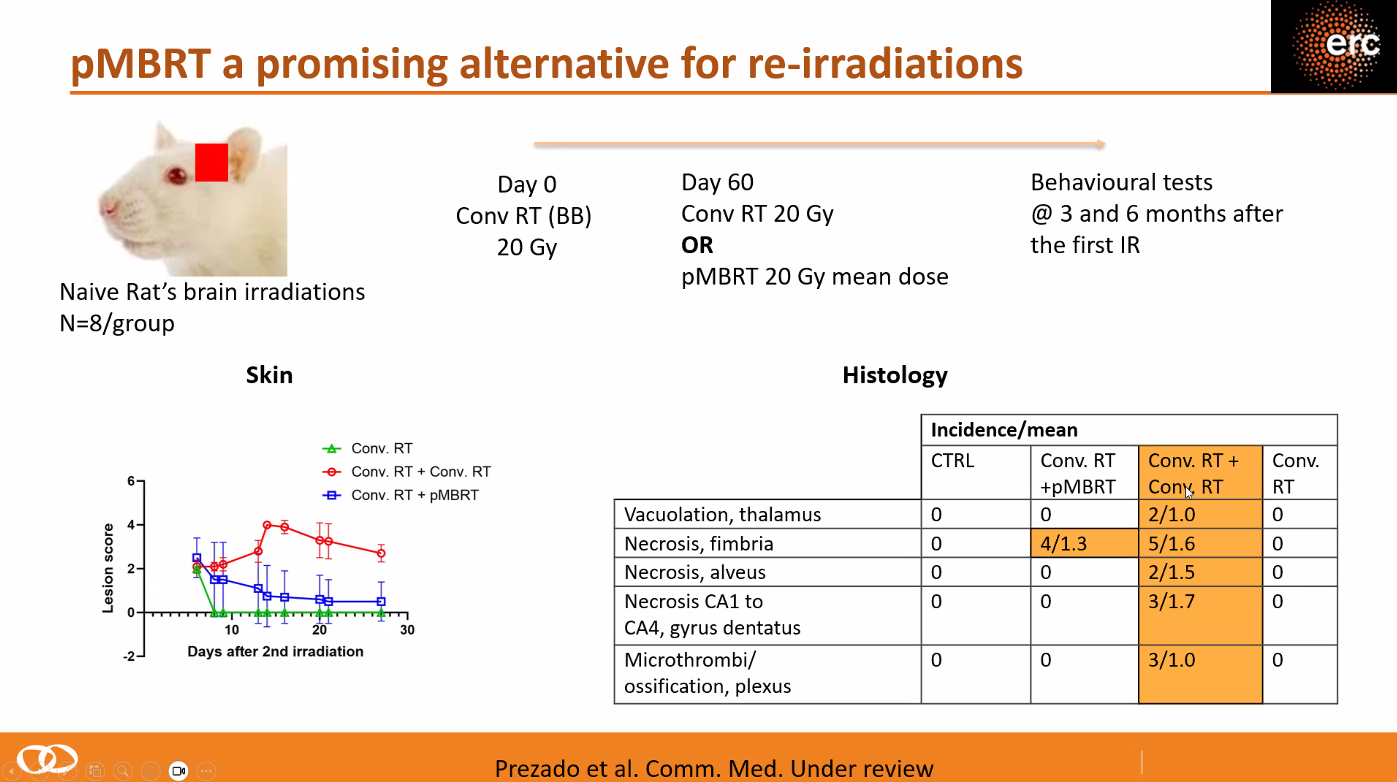 pMBRT a promising alternative for re-irradiations
erc
Day 0
Conv RT (BB)
20 Gy
Day 60
Conv RT 20 Gy
OR
pMBRT 20 Gy mean dose
Behavioural tests
@ 3 and 6 months after
the first IR
Naive Rat's brain irradiations
N=8/group
Skin
Conv. RT
Conv. RT + Conv. RT
Conv. RT + pMBRT
Lesion score
6
4
2
0
-2
10 20 30
Days after 2nd irradiation
Histology
Incidence/mean
CTRL Conv. RT +pMBRT Conv. RT + Conv. RT Conv. RT
Vacuolation, thalamus 0 0 2/1.0 0
Necrosis, fimbria 0 4/1.3 5/1.6 0
Necrosis, alveus 0 0 2/1.5 0
Necrosis CA1 to
CA4, gyrus dentatus 0 0 3/1.7 0
Microthrombi/
ossification, plexus 0 0 3/1.0 0
Prezado et al. Comm. Med. Under review